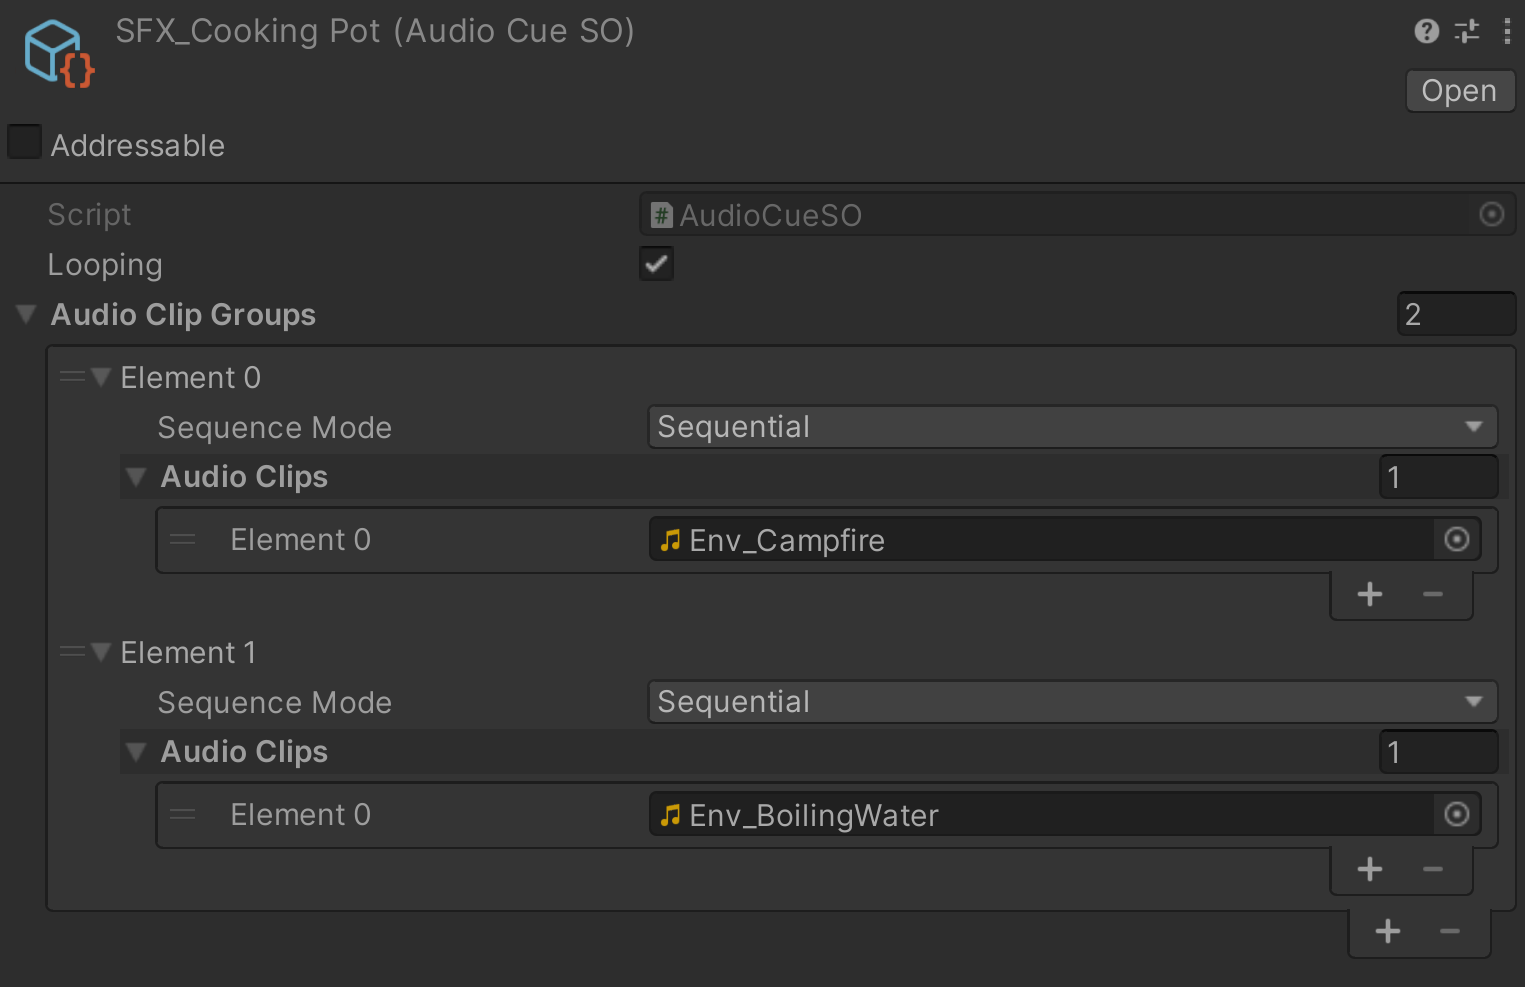 SFX_Cooking Pot (Audio Cue SO)
Open
Addressable
Script # AudioCueSO
Looping
Audio Clip Groups 2
Element 0
Sequence Mode Sequential
Audio Clips 1
Element 0 Env_Campfire
+ −
Element 1
Sequence Mode Sequential
Audio Clips 1
Element 0 Env_BoilingWater
+ −
+ −